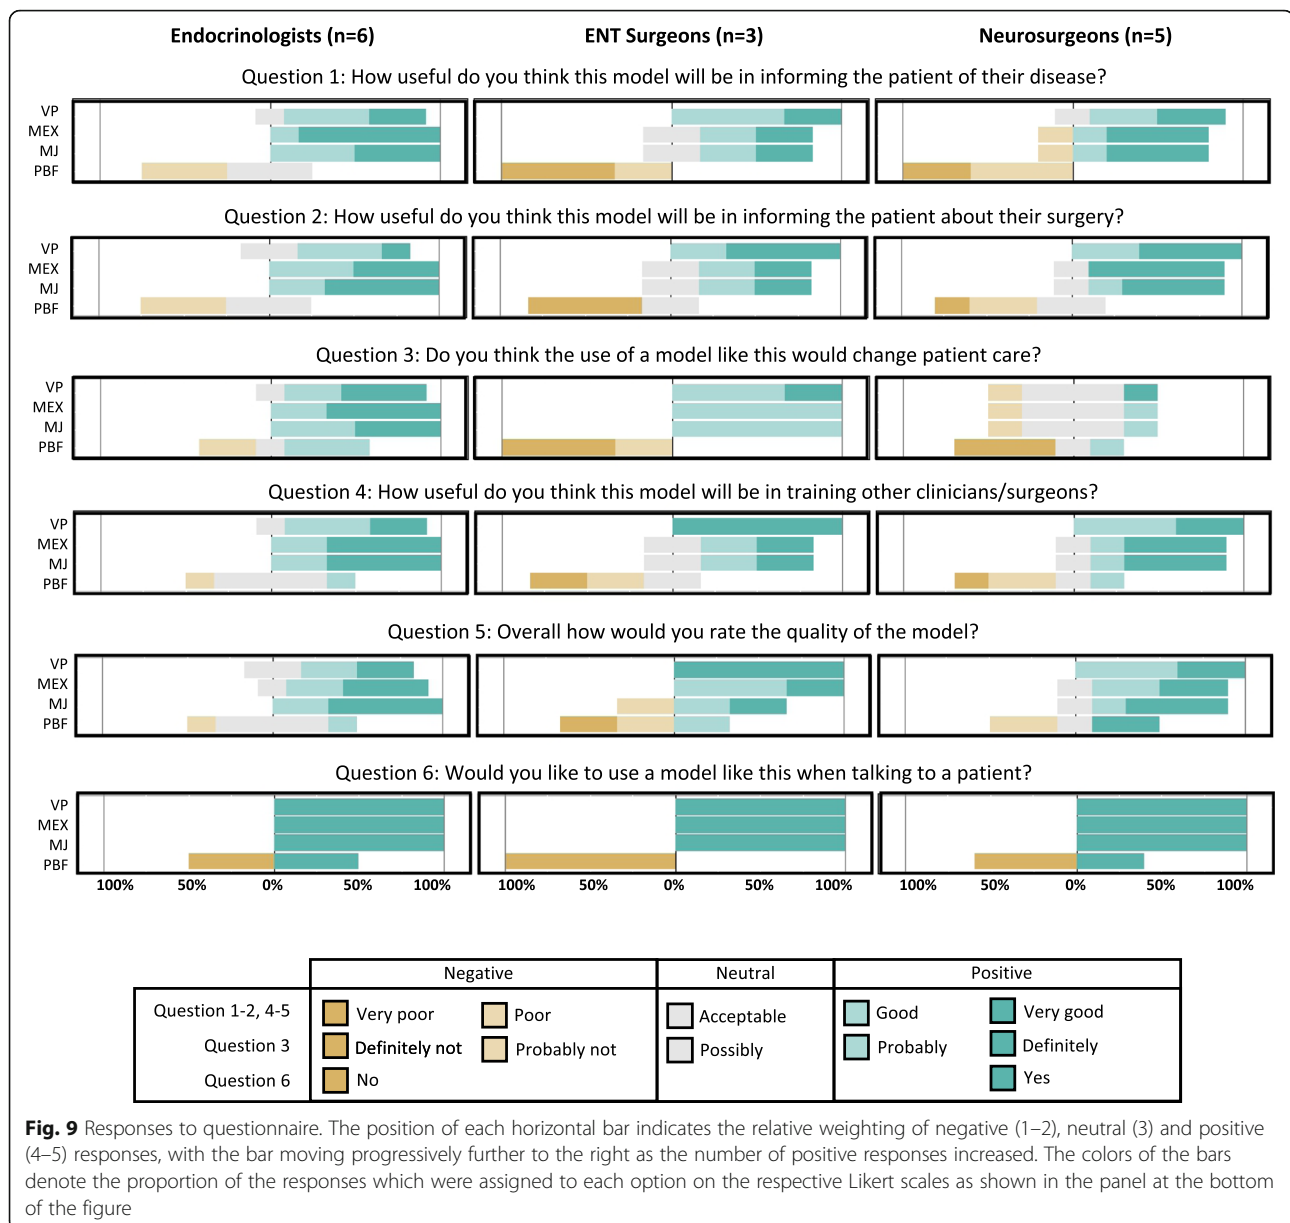 Endocrinologists (n=6) ENT Surgeons (n=3) Neurosurgeons (n=5)
Question 1: How useful do you think this model will be in informing the patient of their disease?
VP
MEX
MJ
PBF
Question 2: How useful do you think this model will be in informing the patient about their surgery?
VP
MEX
MJ
PBF
Question 3: Do you think the use of a model like this would change patient care?
VP
MEX
MJ
PBF
Question 4: How useful do you think this model will be in training other clinicians/surgeons?
VP
MEX
MJ
PBF
Question 5: Overall how would you rate the quality of the model?
VP
MEX
MJ
PBF
Question 6: Would you like to use a model like this when talking to a patient?
VP
MEX
MJ
PBF
100% 50% 0% 50% 100% 100% 50% 0% 50% 100% 100% 50% 0% 50% 100%
Negative Neutral Positive
Question 1-2, 4-5 Very poor Poor Acceptable Good Very good
Question 3 Definitely not Probably not Possibly Probably Definitely
Question 6 No Yes
Fig. 9 Responses to questionnaire. The position of each horizontal bar indicates the relative weighting of negative (1–2), neutral (3) and positive
(4–5) responses, with the bar moving progressively further to the right as the number of positive responses increased. The colors of the bars
denote the proportion of the responses which were assigned to each option on the respective Likert scales as shown in the panel at the bottom
of the figure